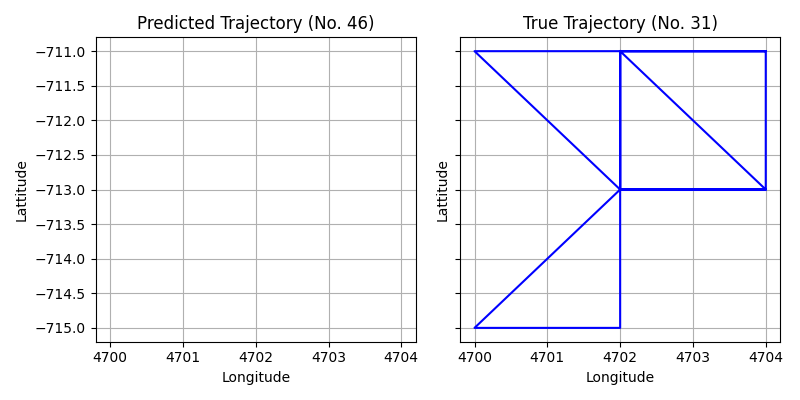 Predicted Trajectory (No. 46)
True Trajectory (No. 31)
Lattitude
−711.0
−711.5
−712.0
−712.5
−713.0
−713.5
−714.0
−714.5
−715.0
4700 4701 4702 4703 4704
Longitude
Lattitude
4700 4701 4702 4703 4704
Longitude